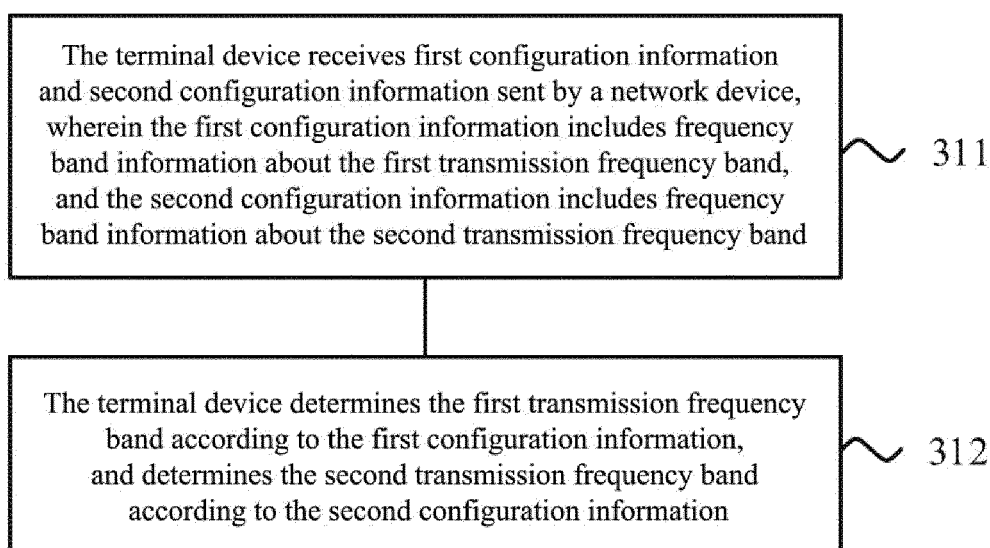 The terminal device receives first configuration information
and second configuration information sent by a network device,
wherein the first configuration information includes frequency
band information about the first transmission frequency band,
and the second configuration information includes frequency
band information about the second transmission frequency band
311
The terminal device determines the first transmission frequency
band according to the first configuration information,
and determines the second transmission frequency band
according to the second configuration information
312